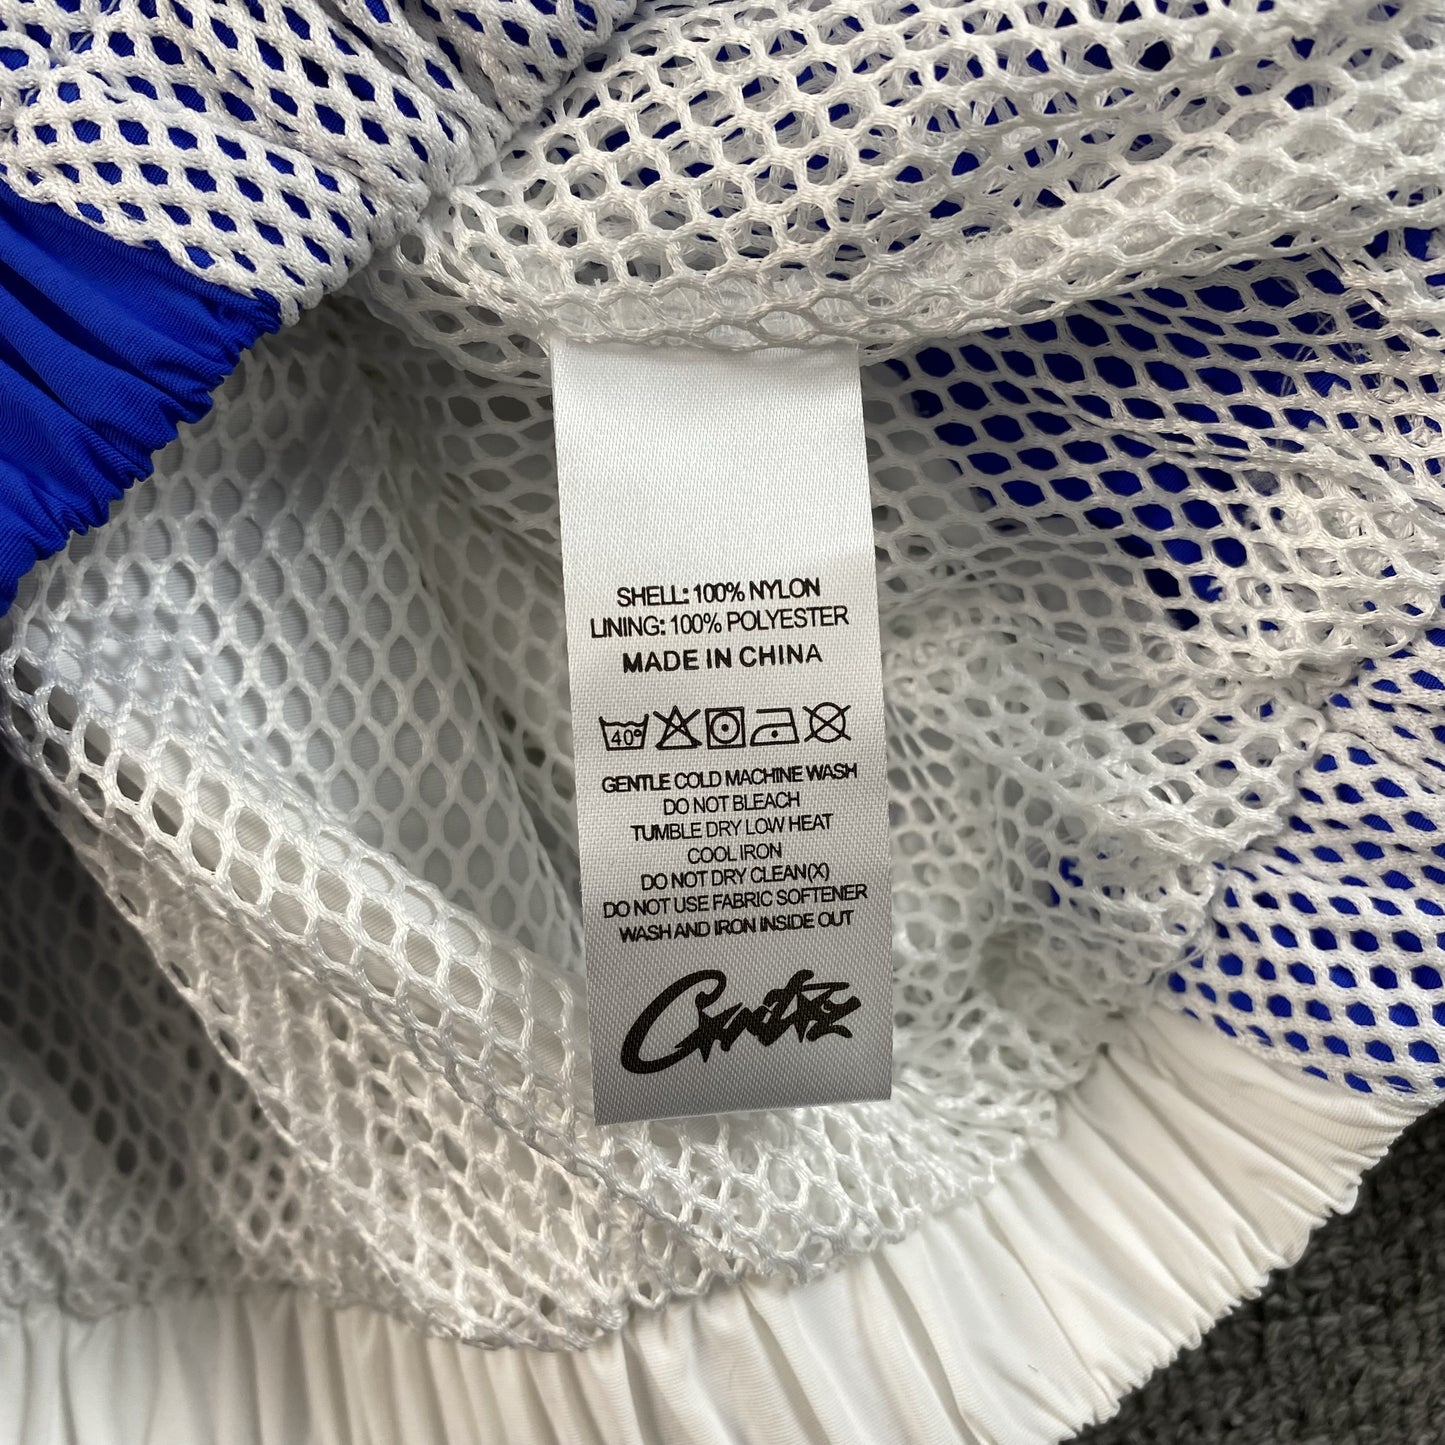 SHELL: 100% NYLON
LINING: 100% POLYESTER
MADE IN CHINA
40°
GENTLE COLD MACHINE WASH
DO NOT BLEACH
TUMBLE DRY LOW HEAT
COOL IRON
DO NOT DRY CLEAN(X)
DO NOT USE FABRIC SOFTENER
WASH AND IRON INSIDE OUT
Corteiz